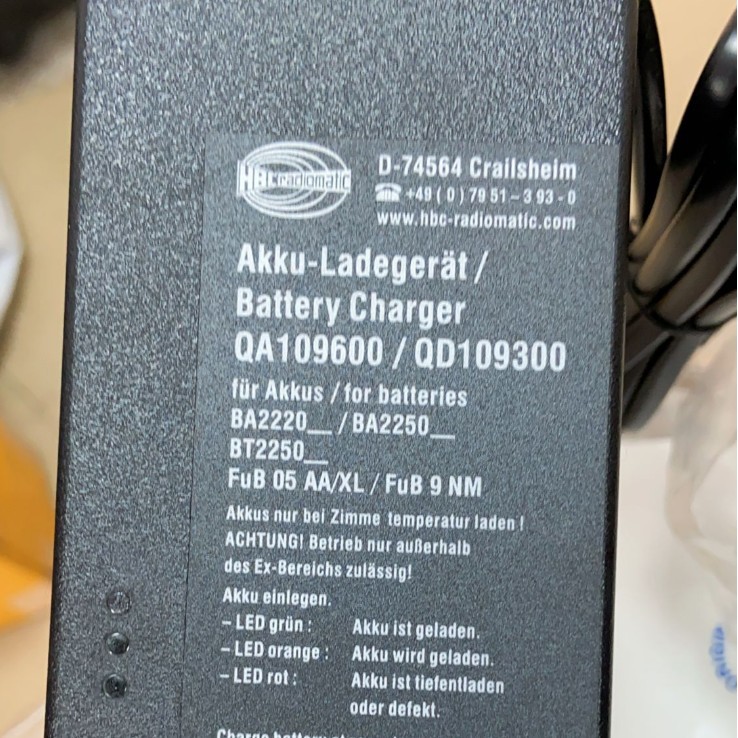 HBC radiomatic
D-74564 Crailsheim
☎ +49 ( 0 ) 79 51 – 3 93 - 0
www.hbc-radiomatic.com
Akku-Ladegerät /
Battery Charger
QA109600 / QD109300
für Akkus / for batteries
BA2220__ / BA2250__
BT2250__
FuB 05 AA/XL / FuB 9 NM
Akkus nur bei Zimme temperatur laden !
ACHTUNG! Betrieb nur außerhalb
des Ex-Bereichs zulässig!
Akku einlegen.
– LED grün : Akku ist geladen.
– LED orange : Akku wird geladen.
– LED rot : Akku ist tiefentladen
oder defekt.